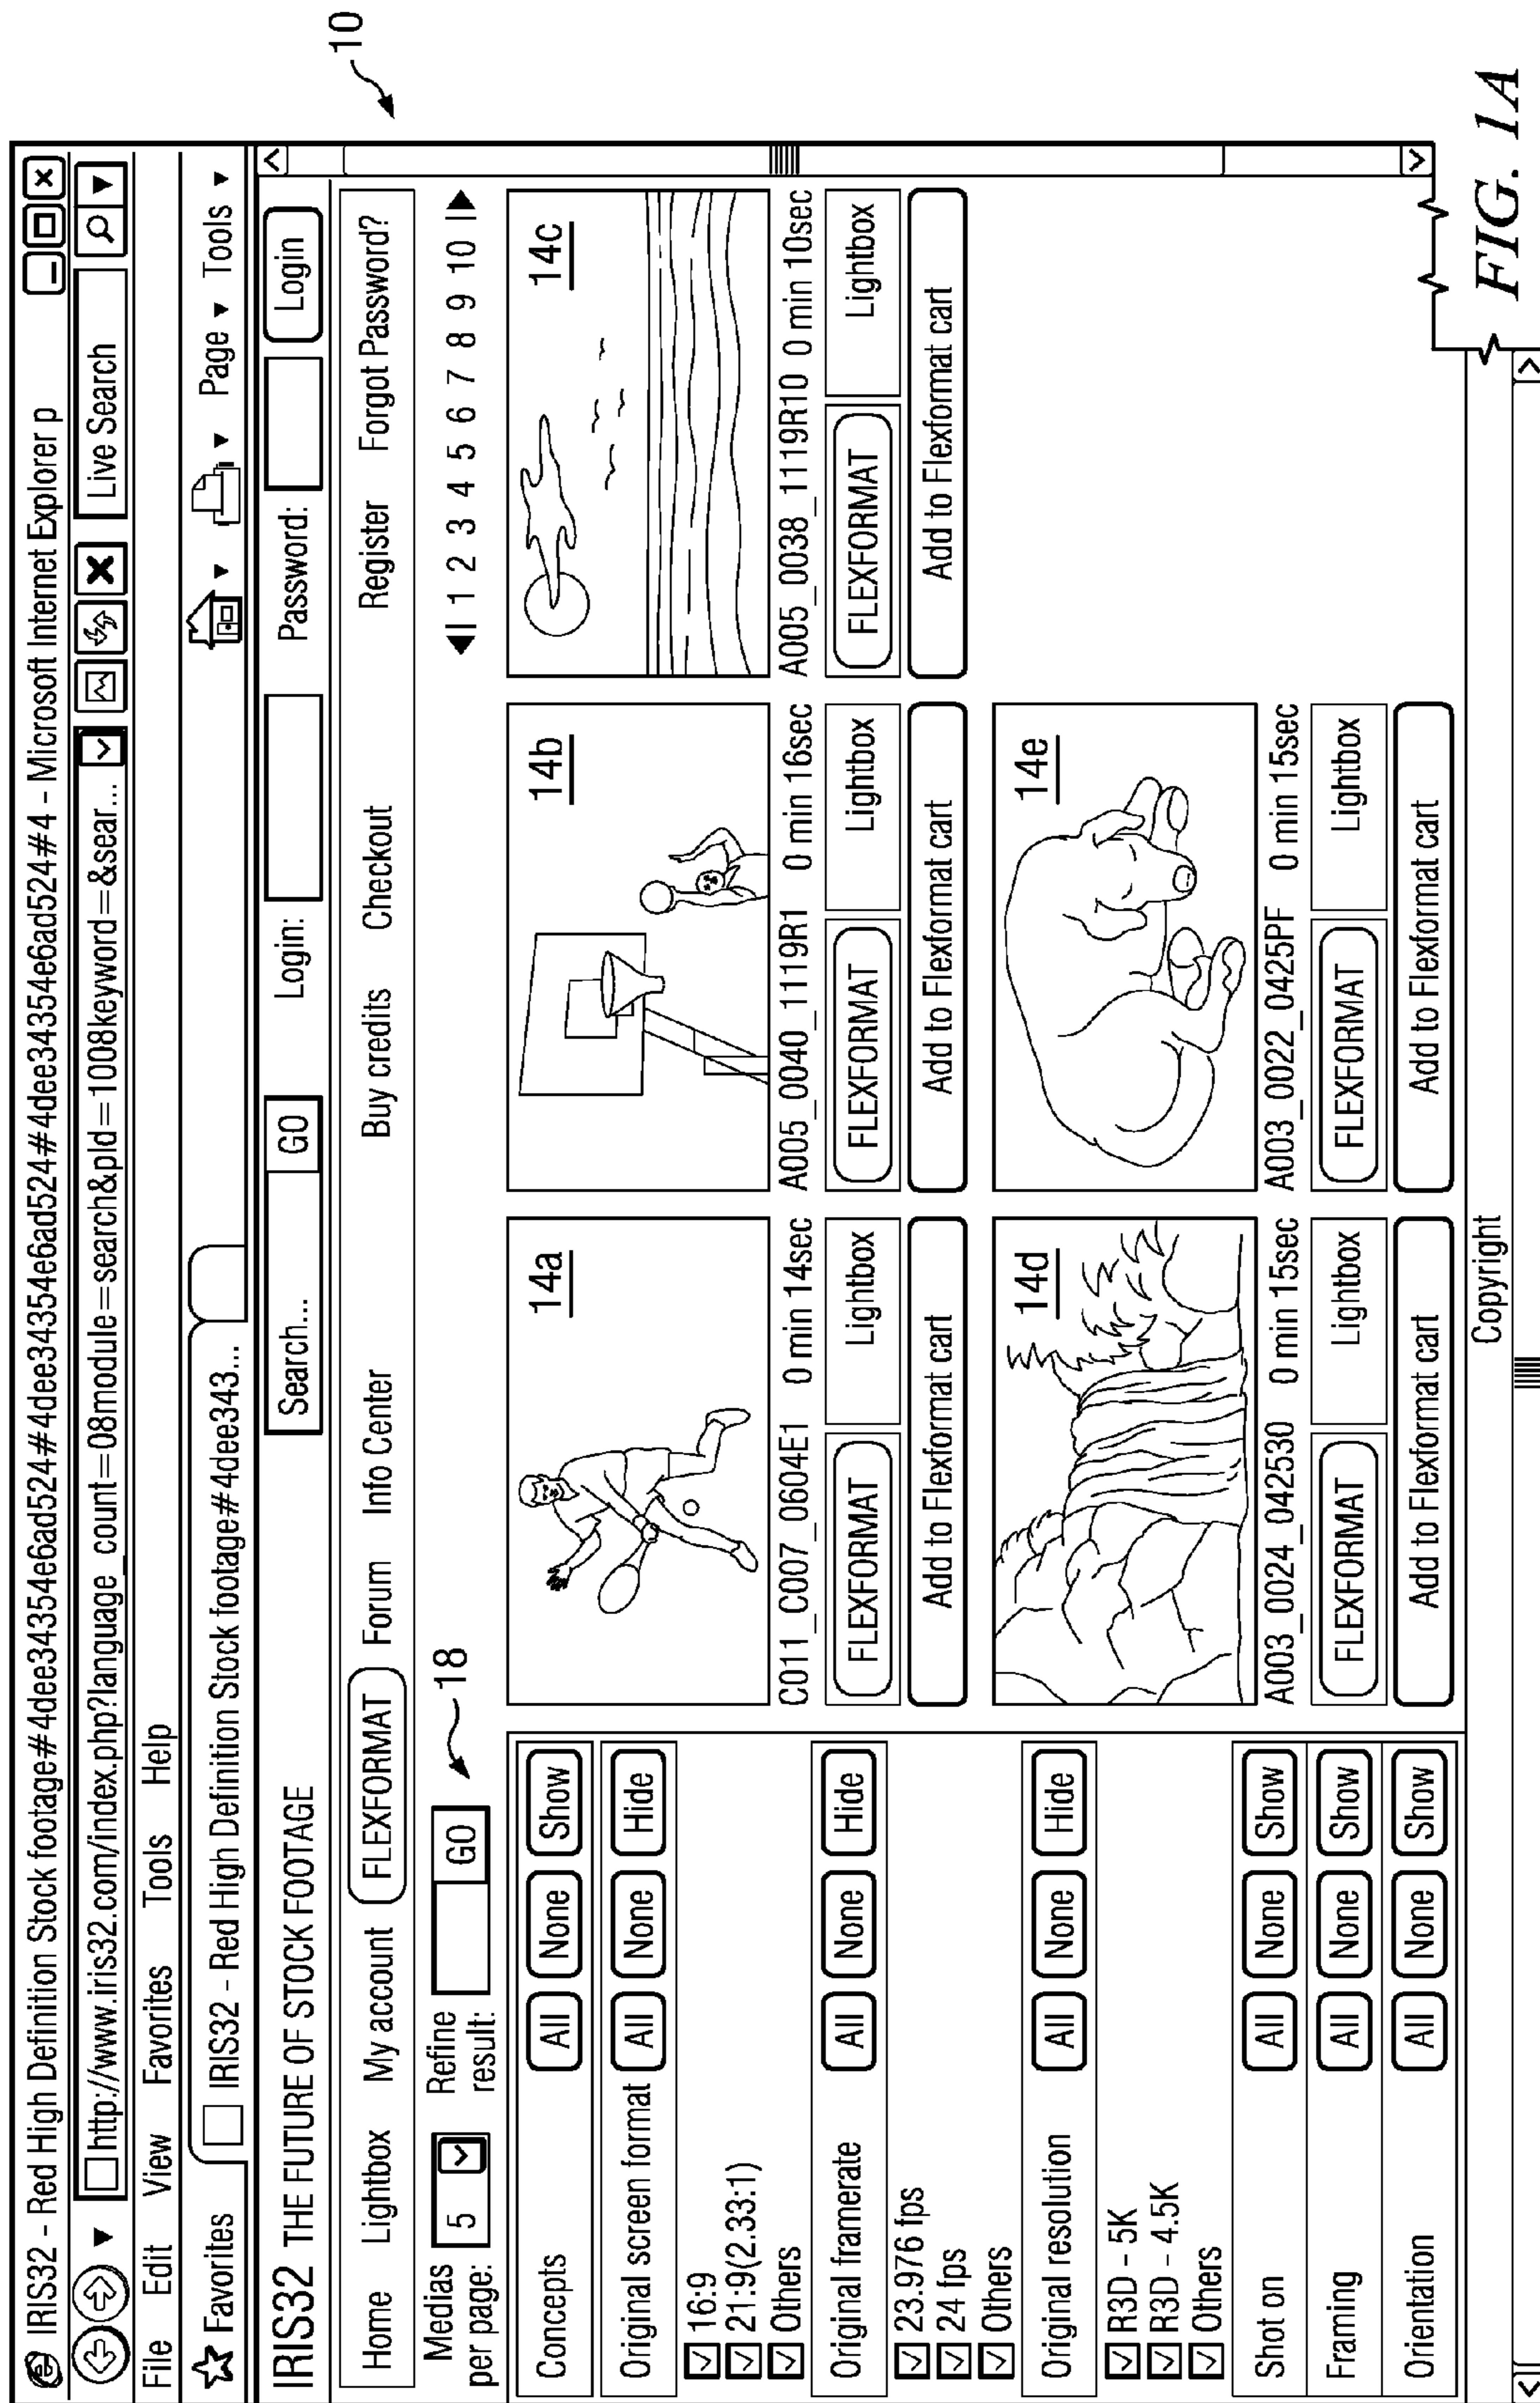 IRIS32 - Red High Definition Stock footage#4dee34354e6ad524#4dee34354e6ad524#4dee34354e6ad524#4 - Microsoft Internet Explorer p
http://www.iris32.com/index.php?language_count=08module=search&pld=1008keyword=&sear...
Live Search
File Edit View Favorites Tools Help
Favorites
IRIS32 - Red High Definition Stock footage#4dee343...
Page Tools
IRIS32 THE FUTURE OF STOCK FOOTAGE
Search... GO
Login:
Password:
Login
Home Lightbox My account FLEXFORMAT Forum Info Center Buy credits Checkout Register Forgot Password?
10
Medias per page:
5
Refine result:
GO
18
1 2 3 4 5 6 7 8 9 10
Concepts All None Show
Original screen format All None Hide
16:9
21:9(2.33:1)
Others
Original framerate All None Hide
23.976 fps
24 fps
Others
Original resolution All None Hide
R3D - 5K
R3D - 4.5K
Others
Shot on All None Show
Framing All None Show
Orientation All None Show
14a
C011_C007_0604E1 0 min 14sec
FLEXFORMAT Lightbox
Add to Flexformat cart
14b
A005_0040_1119R1 0 min 16sec
FLEXFORMAT Lightbox
Add to Flexformat cart
14c
A005_0038_1119R10 0 min 10sec
FLEXFORMAT Lightbox
Add to Flexformat cart
14d
A003_0024_042530 0 min 15sec
FLEXFORMAT Lightbox
Add to Flexformat cart
14e
A003_0022_0425PF 0 min 15sec
FLEXFORMAT Lightbox
Add to Flexformat cart
Copyright
FIG. 1A